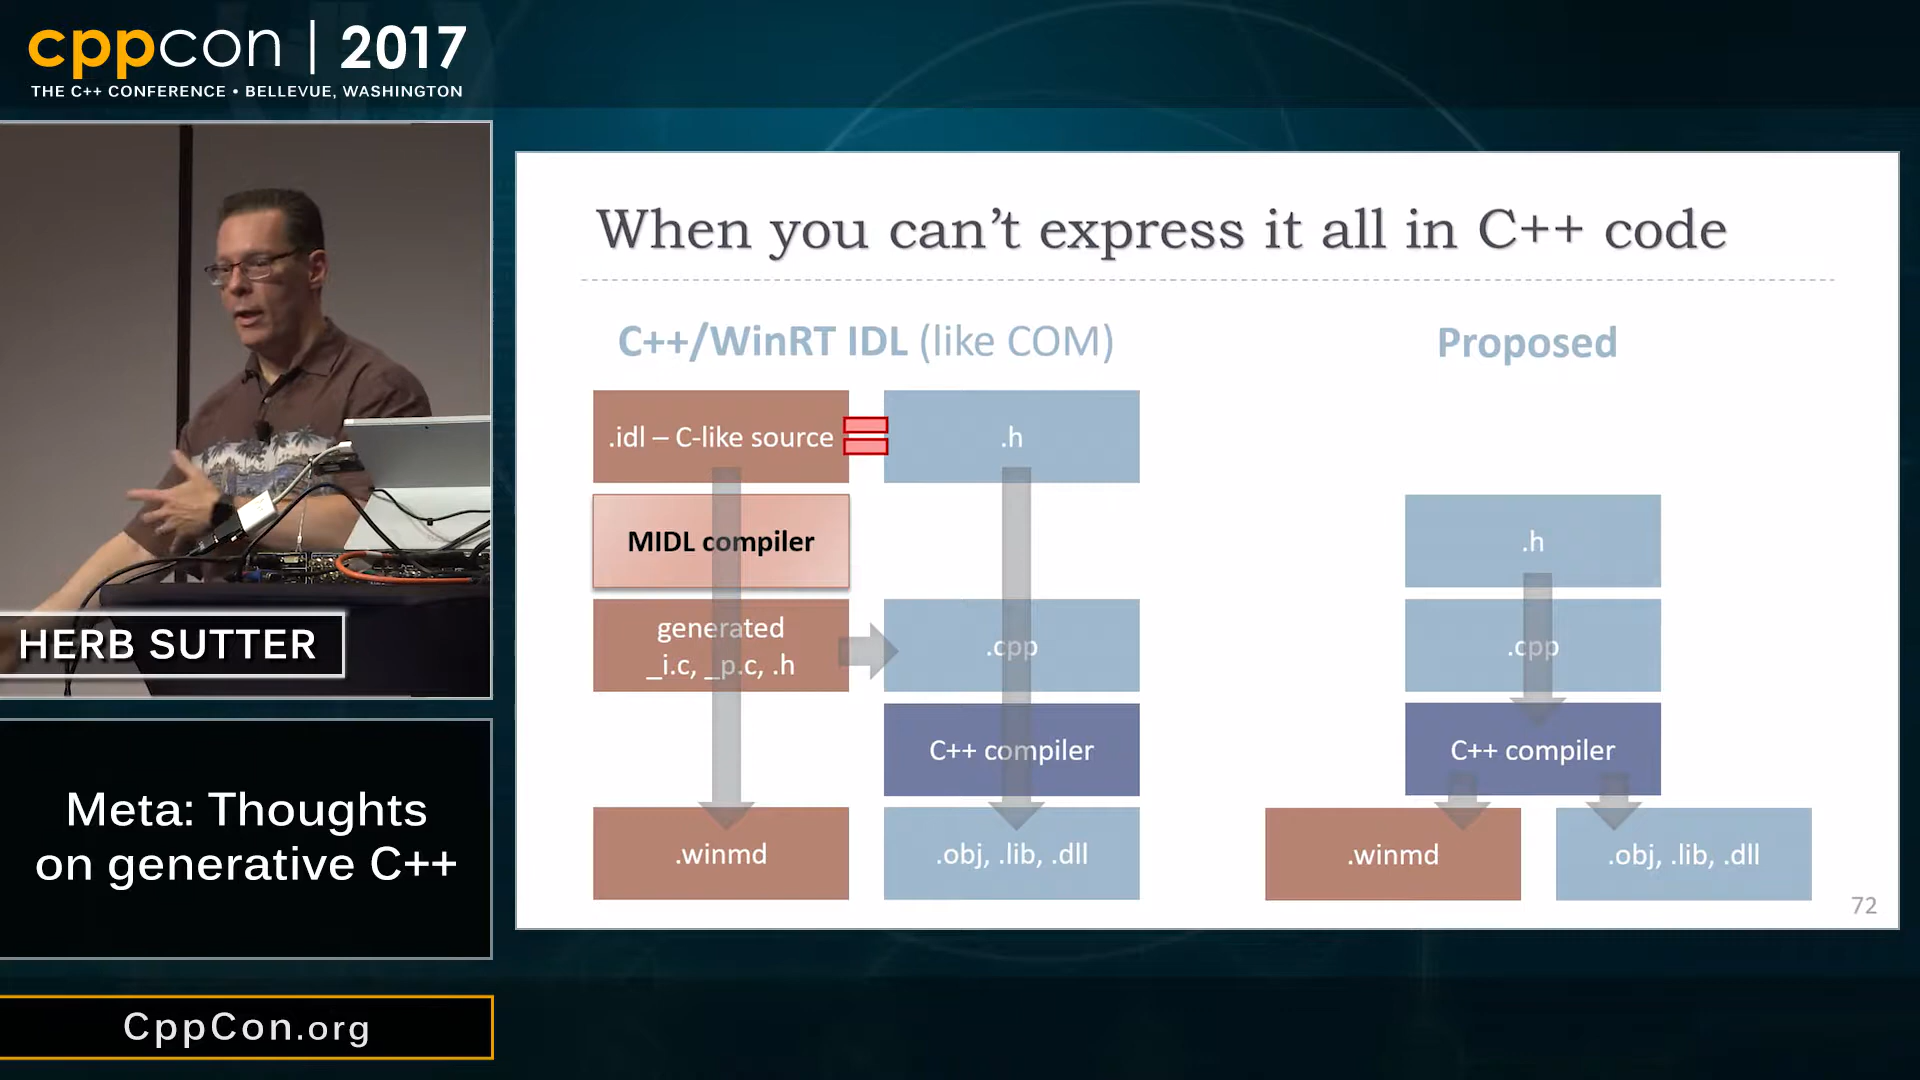 cppcon | 2017
THE C++ CONFERENCE • BELLEVUE, WASHINGTON
HERB SUTTER
Meta: Thoughts
on generative C++
CppCon.org
When you can’t express it all in C++ code
C++/WinRT IDL (like COM)
.idl – C-like source
.h
MIDL compiler
generated
_i.c, _p.c, .h
.cpp
C++ compiler
.winmd
.obj, .lib, .dll
Proposed
.h
.cpp
C++ compiler
.winmd
.obj, .lib, .dll
72